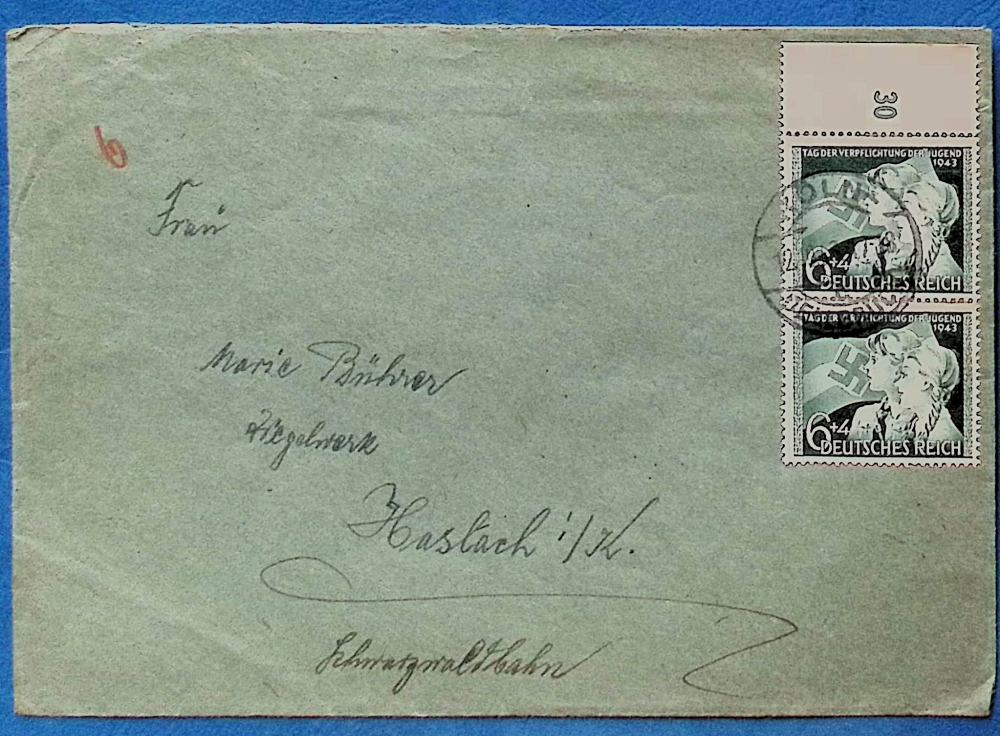 6
Frau
Marie Bührer
Ziegelwerk
Haslach i/K.
Schwarzwaldbahn
30
TAG DER VERPFLICHTUNG DER JUGEND
1943
6+4
DEUTSCHES REICH
TAG DER VERPFLICHTUNG DER JUGEND
1943
6+4
DEUTSCHES REICH